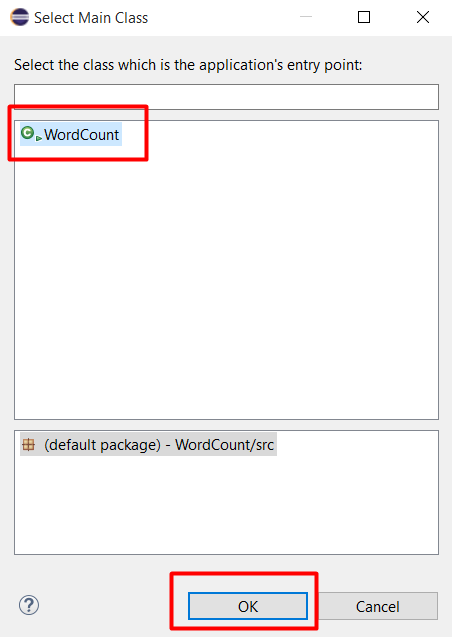 Select Main Class
Select the class which is the application's entry point:
WordCount
(default package) - WordCount/src
OK
Cancel